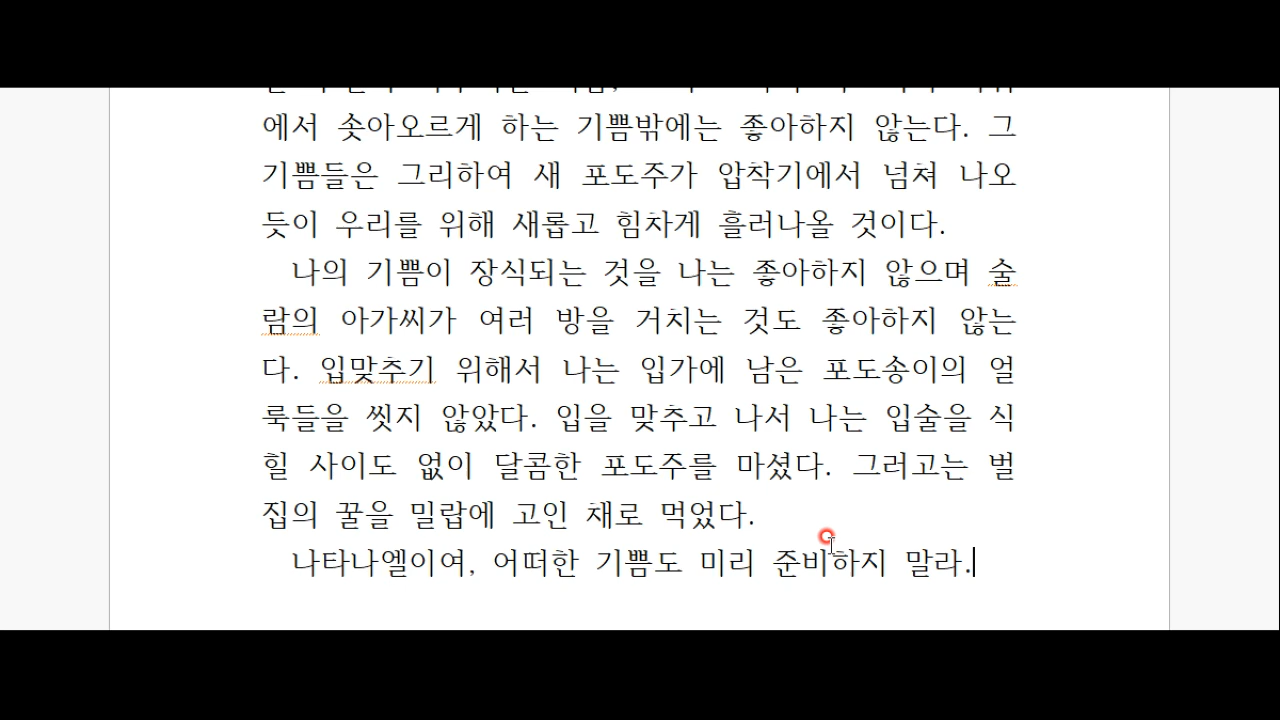 에서 솟아오르게 하는 기쁨밖에는 좋아하지 않는다. 그
기쁨들은 그리하여 새 포도주가 압착기에서 넘쳐 나오
듯이 우리를 위해 새롭고 힘차게 흘러나올 것이다.
나의 기쁨이 장식되는 것을 나는 좋아하지 않으며 술
람의 아가씨가 여러 방을 거치는 것도 좋아하지 않는
다. 입맞추기 위해서 나는 입가에 남은 포도송이의 얼
룩들을 씻지 않았다. 입을 맞추고 나서 나는 입술을 식
힐 사이도 없이 달콤한 포도주를 마셨다. 그러고는 벌
집의 꿀을 밀랍에 고인 채로 먹었다.
나타나엘이여, 어떠한 기쁨도 미리 준비하지 말라.